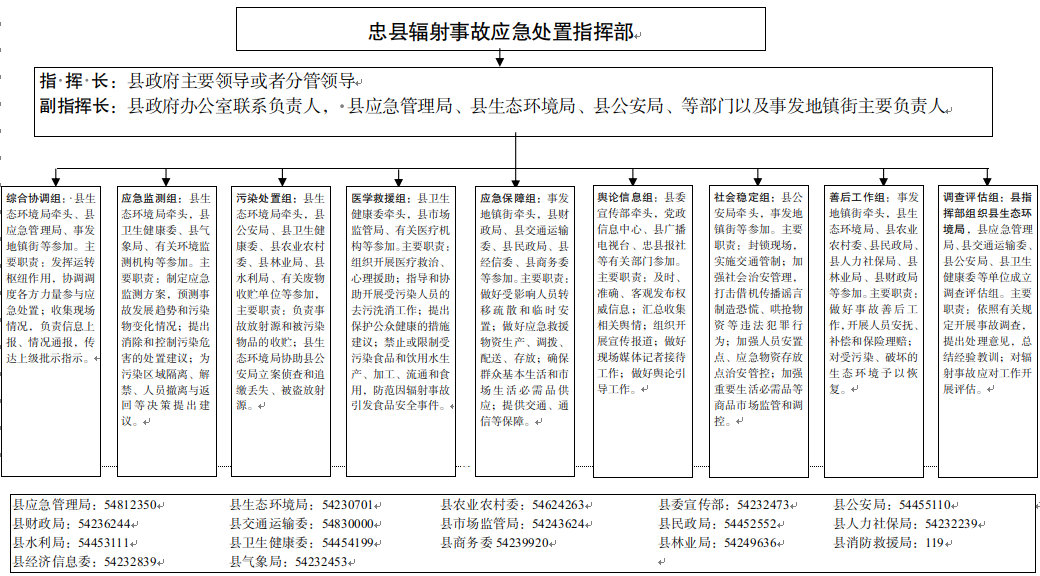 忠县辐射事故应急处置指挥部
指 挥 长：县政府主要领导或者分管领导
副指挥长：县政府办公室联系负责人， 县应急管理局、县生态环境局、县公安局、等部门以及事发地镇街主要负责人
综合协调组：县生
态环境局牵头、县
应急管理局、事发
地镇街等参加。主
要职责；发挥运转
枢纽作用，协调调
度各方力量参与应
急处置；收集现场
情况，负责信息上
报、情况通报，传
达上级批示指示。
应急监测组：县生
态环境局牵头，县
卫生健康委、县气
象局、有关环境监
测机构等参加。主
要职责：制定应急
监测方案，预测事
故发展趋势和污染
物变化情况；提出
消除和控制污染危
害的处置建议；为
污染区域隔离、解
禁、人员撤离与返
回等决策提出建
议。
污染处置组：县生
态环境局牵头，县
公安局、县卫生健
康委、县农业农村
委、县林业局、县
水利局、有关废物
收贮单位等参加，
主要职责：负责事
故放射源和被污染
物品的收贮；县生
态环境局协助县公
安局立案侦查和追
缴丢失、被盗放射
源。
医学救援组：县卫生
健康委牵头，县市场
监管局、有关医疗机
构等参加。主要职责：
组织开展医疗救治、
心理援助；指导和协
助开展受污染人员的
去污洗消工作；提出
保护公众健康的措施
建议；禁止或限制受
污染食品和饮用水生
产、加工、流通和食
用，防范因辐射事故
引发食品安全事件。
应急保障组：事发
地镇街牵头，县财
政局、县交通运输
委、县民政局、县
经信委、县商务委
等参加。主要职责：
做好受影响人员转
移疏散和临时安
置；做好应急救援
物资生产、调拨、
配送、存放；确保
群众基本生活和市
场生活必需品供
应；提供交通、通
信等保障。
舆论信息组：县委
宣传部牵头，党政
信息中心、县广播
电视台、忠县报社
等有关部门参加。
主要职责：及时、
准确、客观发布权
威信息；汇总收集
相关舆情；组织开
展宣传报道；做好
现场媒体记者接待
工作；做好舆论引
导工作。
社会稳定组：县公
安局牵头，事发地
镇街等参加。主要
职责；封锁现场，
实施交通管制；加
强社会治安管理，
打击借机传播谣言
制造恐慌、哄抢物
资等违法犯罪行
为；加强人员安置
点、应急物资存放
点治安管控；加强
重要生活必需品等
商品市场监管和调
控。
善后工作组：事发
地镇街牵头，县生
态环境局、县农业
农村委、县民政局、
县人力社保局、县
林业局、县财政局
等参加。主要职责：
做好事故善后工
作，开展人员安抚、
补偿和保险理赔；
对受污染、破坏的
生态环境予以恢
复。
调查评估组：县指
挥部组织县生态环
境局，县应急管理
局、县交通运输委、
县公安局、县卫生
健康委等单位成立
调查评估组。主要
职责：依照有关规
定开展事故调查，
提出处理意见，总
结经验教训；对辐
射事故应对工作开
展评估。
县应急管理局：54812350 县生态环境局：54230701 县农业农村委：54624263 县委宣传部：54232473 县公安局：54455110
县财政局：54236244 县交通运输委：54830000 县市场监管局：54243624 县民政局：54452552 县人力社保局：54232239
县水利局：54453111 县卫生健康委：54454199 县商务委 54239920 县林业局：54249636 县消防救援局：119
县经济信息委：54232839 县气象局：54232453